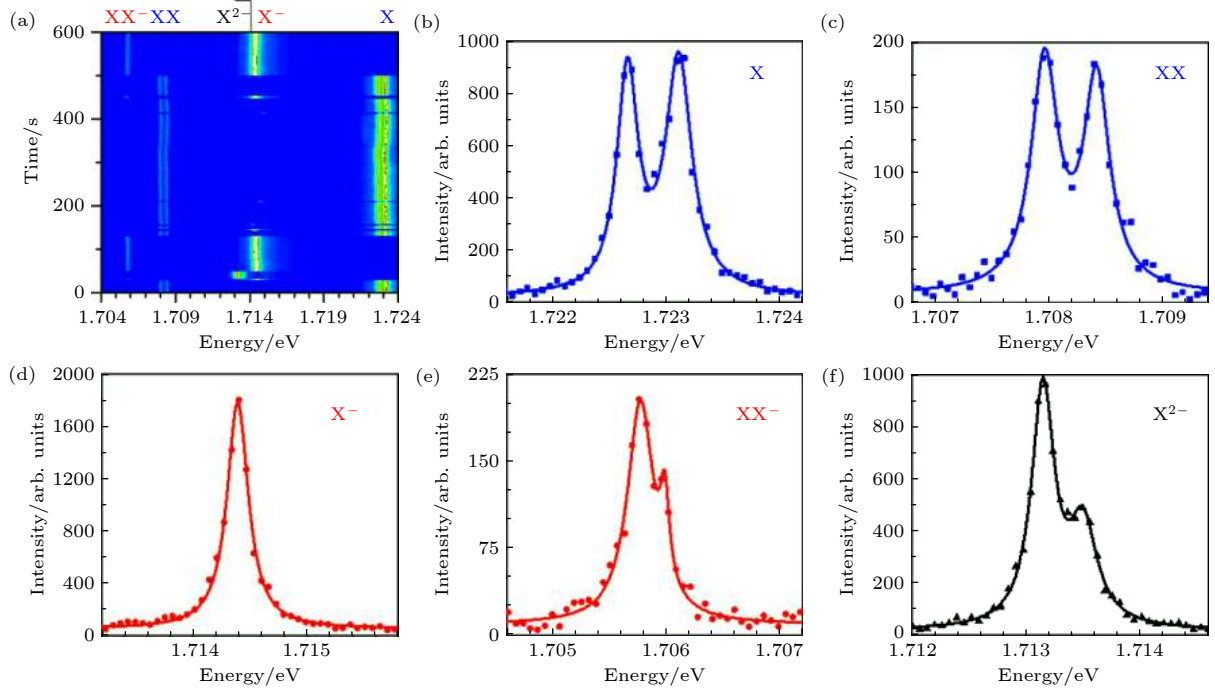 (a)
XX⁻ XX X²⁻ X⁻ X
600
400
200
0
Time/s
1.704 1.709 1.714 1.719 1.724
Energy/eV
(b)
X
1000
800
600
400
200
0
Intensity/arb. units
1.722 1.723 1.724
Energy/eV
(c)
XX
200
150
100
50
0
Intensity/arb. units
1.707 1.708 1.709
Energy/eV
(d)
X⁻
2000
1600
1200
800
400
0
Intensity/arb. units
1.714 1.715
Energy/eV
(e)
XX⁻
225
150
75
0
Intensity/arb. units
1.705 1.706 1.707
Energy/eV
(f)
X²⁻
1000
800
600
400
200
0
Intensity/arb. units
1.712 1.713 1.714
Energy/eV